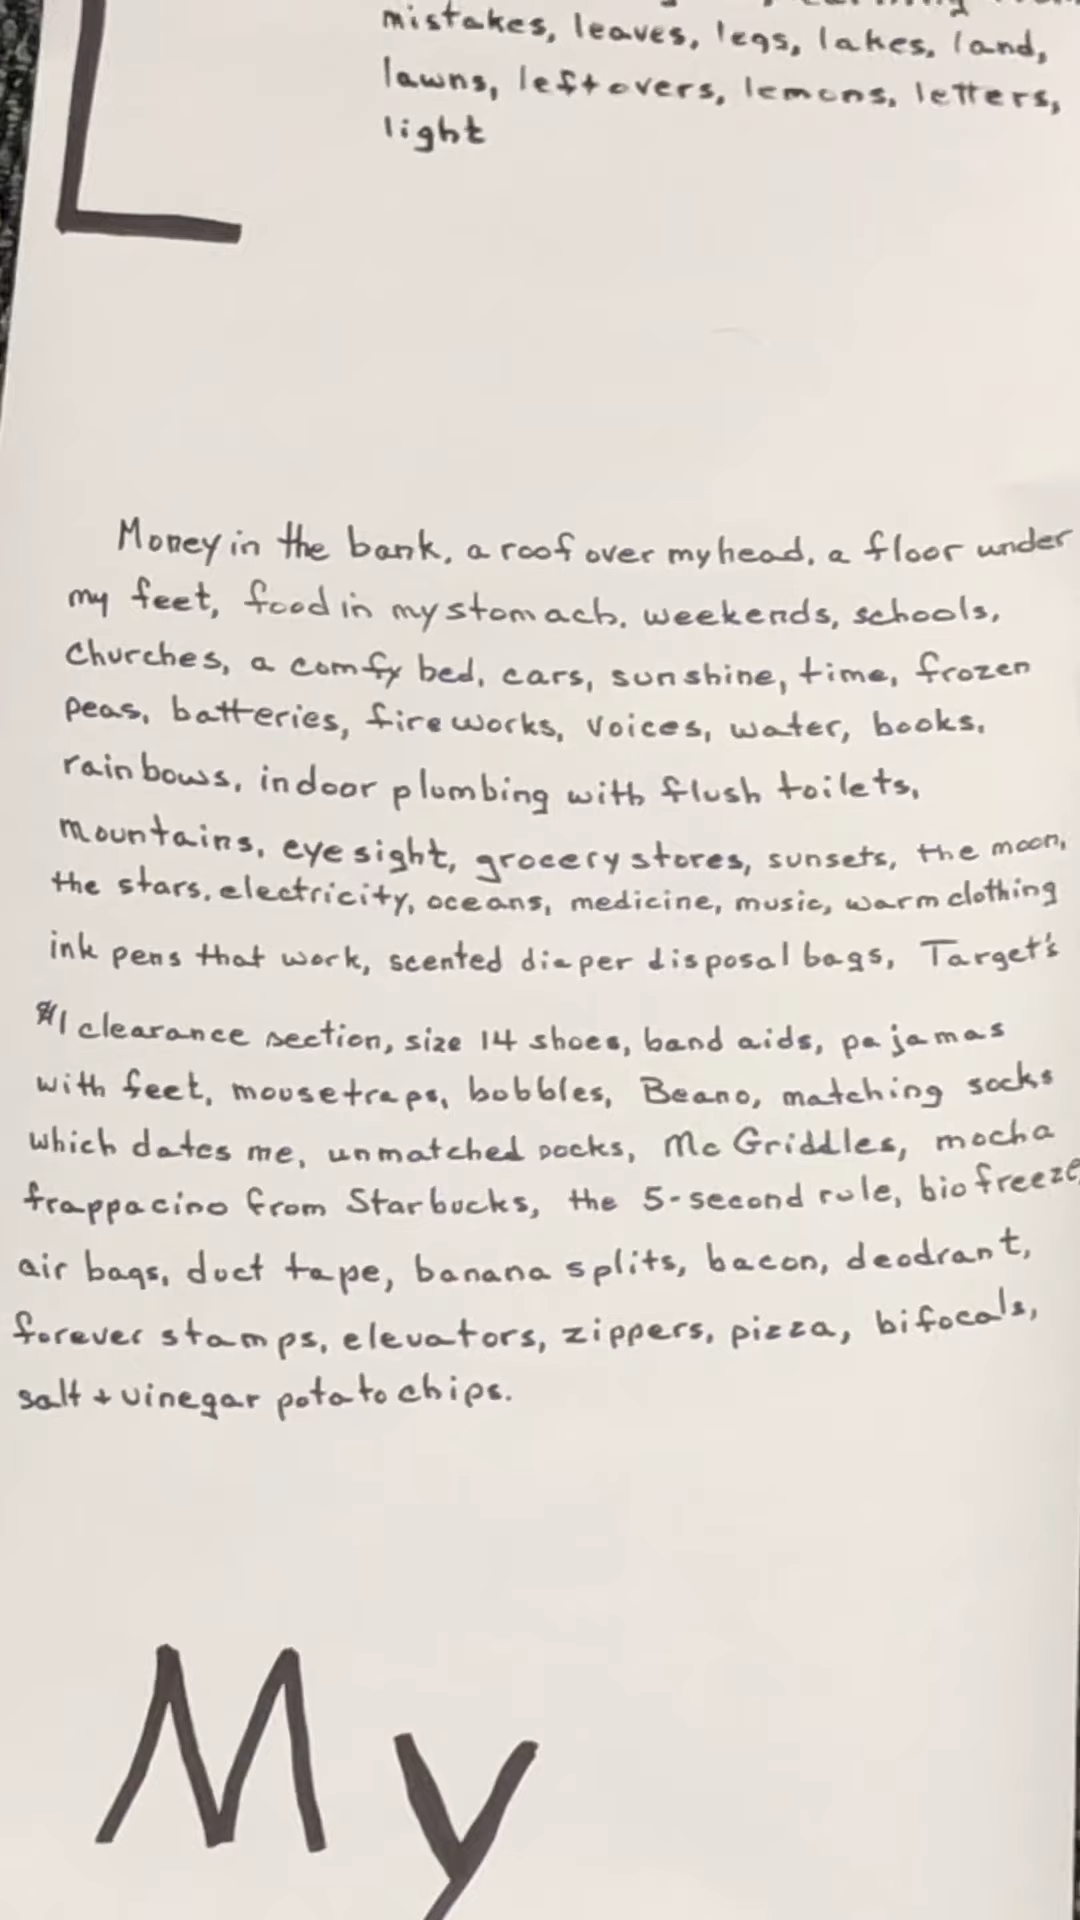 mistakes, leaves, legs, lakes, land,
lawns, leftovers, lemons, letters,
light
L
Money in the bank, a roof over my head, a floor under
my feet, food in my stomach, weekends, schools,
Churches, a comfy bed, cars, sunshine, time, frozen
peas, batteries, fireworks, voices, water, books,
rainbows, indoor plumbing with flush toilets,
mountains, eyesight, grocery stores, sunsets, the moon,
the stars, electricity, oceans, medicine, music, warm clothing
ink pens that work, scented diaper disposal bags, Target's
$1 clearance section, size 14 shoes, band aids, pajamas
with feet, mousetraps, bobbles, Beano, matching socks
which dates me, unmatched socks, McGriddles, mocha
frappacino from Starbucks, the 5-second rule, biofreeze,
air bags, duct tape, banana splits, bacon, deodrant,
forever stamps, elevators, zippers, pizza, bifocals,
salt + vinegar potato chips.
My